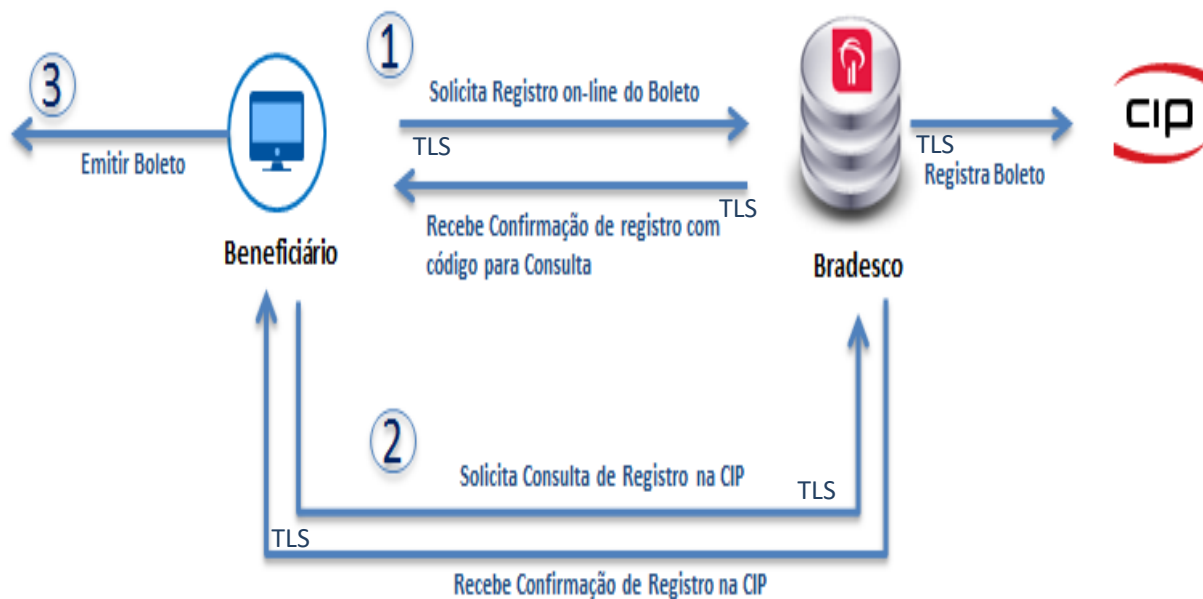 1
3
Solicita Registro on-line do Boleto
TLS
TLS
cip
Emitir Boleto
Registra Boleto
TLS
Recebe Confirmação de registro com
código para Consulta
Beneficiário
Bradesco
2
Solicita Consulta de Registro na CIP
TLS
TLS
Recebe Confirmação de Registro na CIP